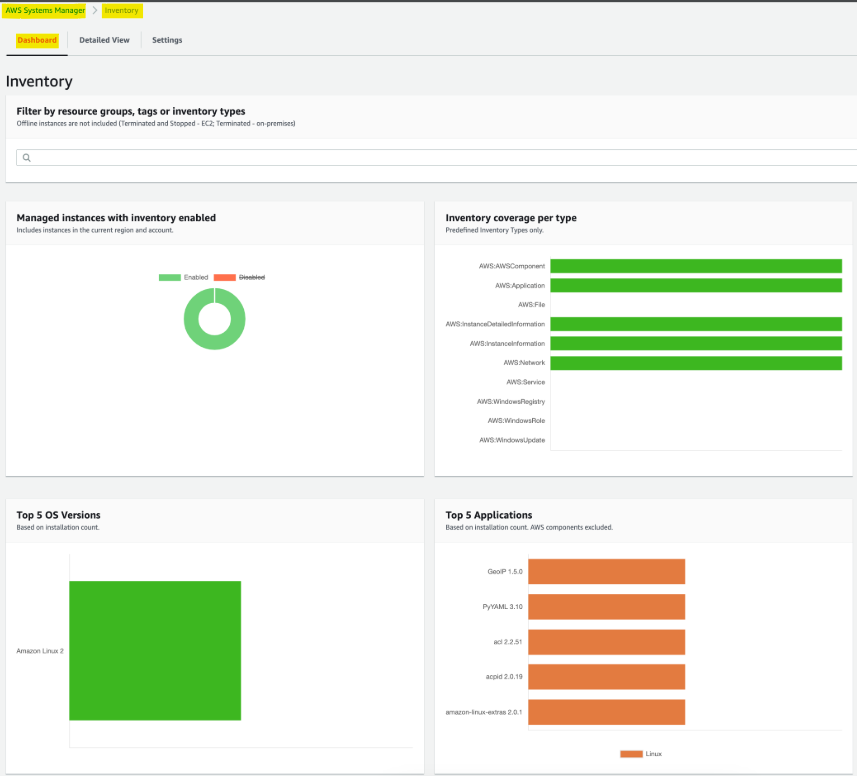 AWS Systems Manager > Inventory
Dashboard Detailed View Settings
Inventory
Filter by resource groups, tags or inventory types
Offline instances are not included (Terminated and Stopped - EC2; Terminated - on-premises)
Managed instances with inventory enabled
Includes instances in the current region and account.
Enabled Disabled
Inventory coverage per type
Predefined Inventory Types only.
AWS:AWSComponent
AWS:Application
AWS:File
AWS:InstanceDetailedInformation
AWS:InstanceInformation
AWS:Network
AWS:Service
AWS:WindowsRegistry
AWS:WindowsRole
AWS:WindowsUpdate
Top 5 OS Versions
Based on installation count.
Amazon Linux 2
Top 5 Applications
Based on installation count. AWS components excluded.
GeoIP 1.5.0
PyYAML 3.10
acl 2.2.51
acpid 2.0.19
amazon-linux-extras 2.0.1
Linux